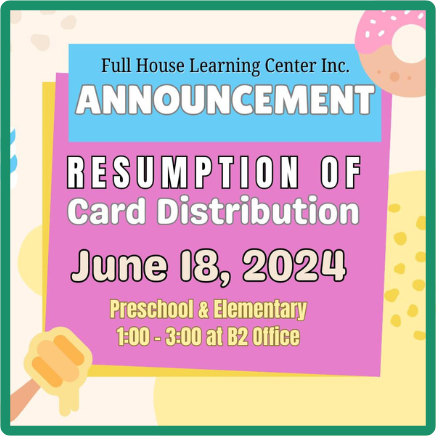 Full House Learning Center Inc.
ANNOUNCEMENT
RESUMPTION OF
Card Distribution
June 18, 2024
Preschool & Elementary
1:00 - 3:00 at B2 Office